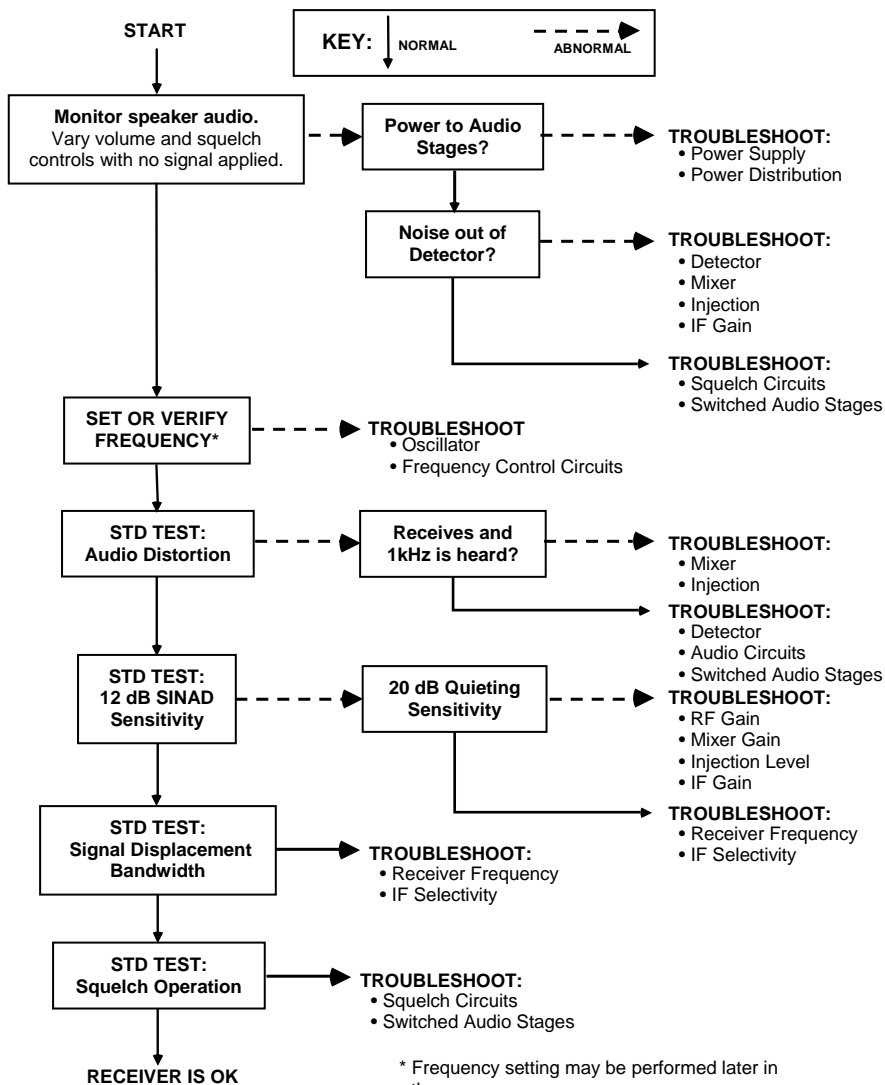 START
KEY: NORMAL ABNORMAL
Monitor speaker audio.
Vary volume and squelch
controls with no signal applied.
Power to Audio
Stages?
TROUBLESHOOT:
• Power Supply
• Power Distribution
Noise out of
Detector?
TROUBLESHOOT:
• Detector
• Mixer
• Injection
• IF Gain
TROUBLESHOOT:
• Squelch Circuits
• Switched Audio Stages
SET OR VERIFY
FREQUENCY*
TROUBLESHOOT
• Oscillator
• Frequency Control Circuits
STD TEST:
Audio Distortion
Receives and
1kHz is heard?
TROUBLESHOOT:
• Mixer
• Injection
TROUBLESHOOT:
• Detector
• Audio Circuits
• Switched Audio Stages
STD TEST:
12 dB SINAD
Sensitivity
20 dB Quieting
Sensitivity
TROUBLESHOOT:
• RF Gain
• Mixer Gain
• Injection Level
• IF Gain
TROUBLESHOOT:
• Receiver Frequency
• IF Selectivity
STD TEST:
Signal Displacement
Bandwidth
TROUBLESHOOT:
• Receiver Frequency
• IF Selectivity
STD TEST:
Squelch Operation
TROUBLESHOOT:
• Squelch Circuits
• Switched Audio Stages
RECEIVER IS OK
* Frequency setting may be performed later in